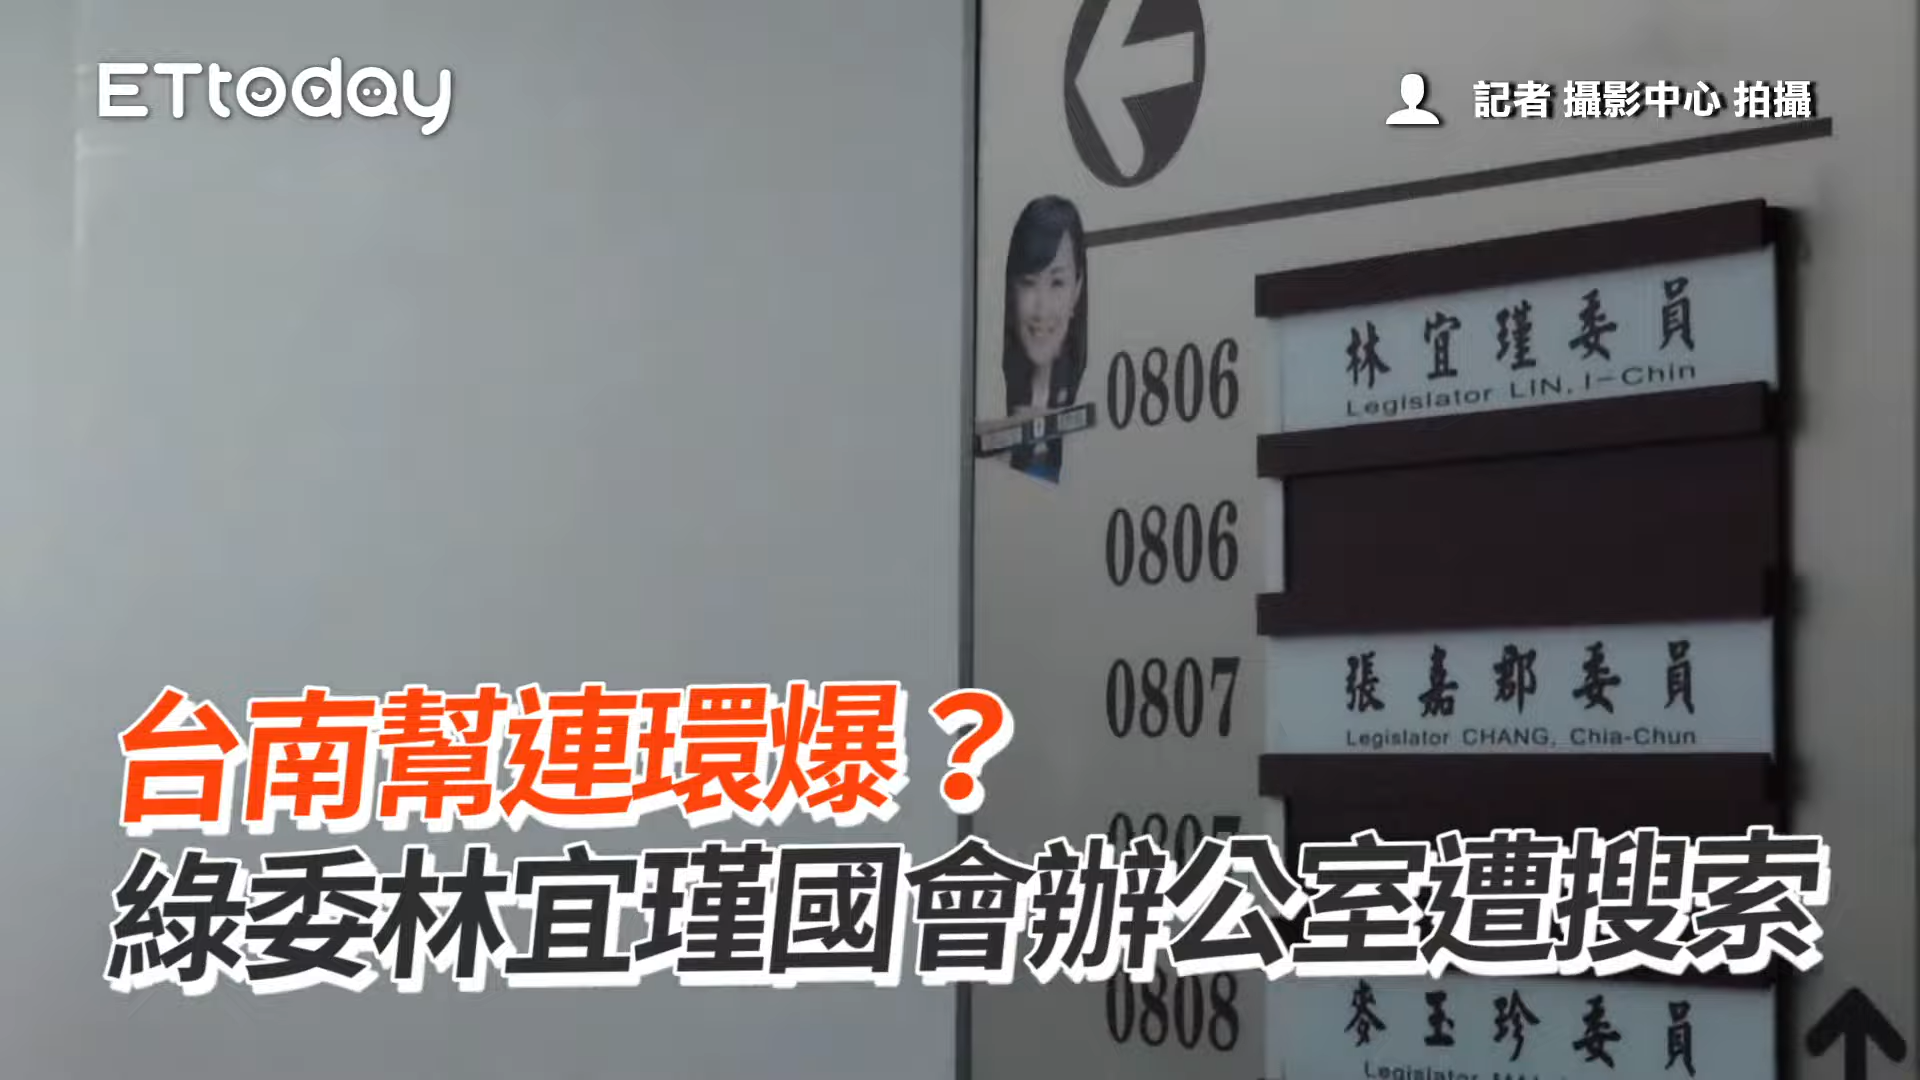 ETtoday
記者 攝影中心 拍攝
0806
林宜瑾委員
Legislator LIN, I-Chin
0806
0807
張嘉郡委員
Legislator CHANG, Chia-Chun
0807
台南幫連環爆？
綠委林宜瑾國會辦公室遭搜索
0808
麥玉珍委員
Legislator